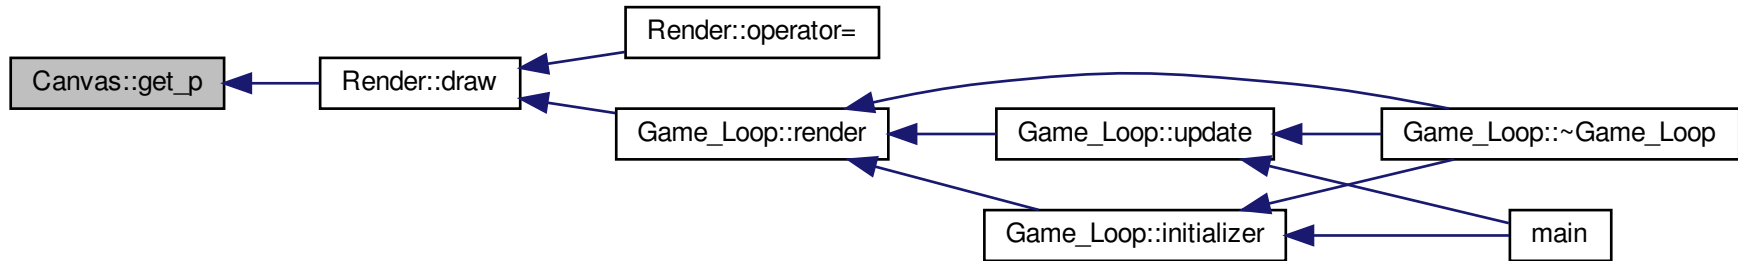 Canvas::get_p
Render::draw
Render::operator=
Game_Loop::render
Game_Loop::update
Game_Loop::~Game_Loop
Game_Loop::initializer
main